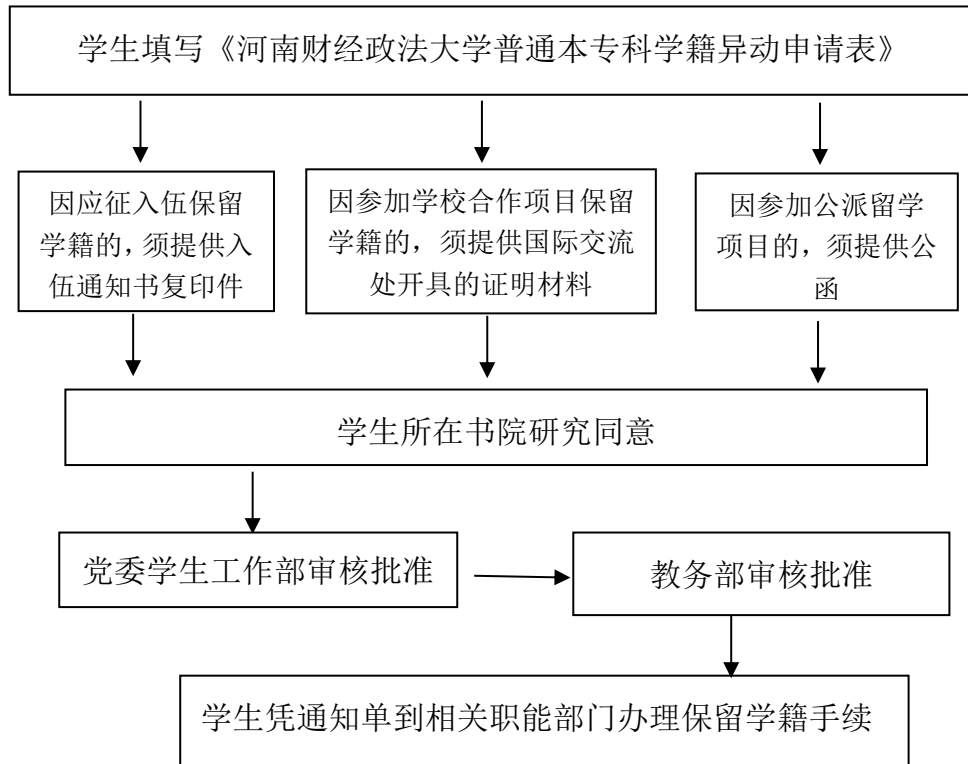 学生填写《河南财经政法大学普通本专科学籍异动申请表》
因应征入伍保留
学籍的，须提供入
伍通知书复印件
因参加学校合作项目保留
学籍的，须提供国际交流
处开具的证明材料
因参加公派留学
项目的，须提供公
函
学生所在书院研究同意
党委学生工作部审核批准
教务部审核批准
学生凭通知单到相关职能部门办理保留学籍手续